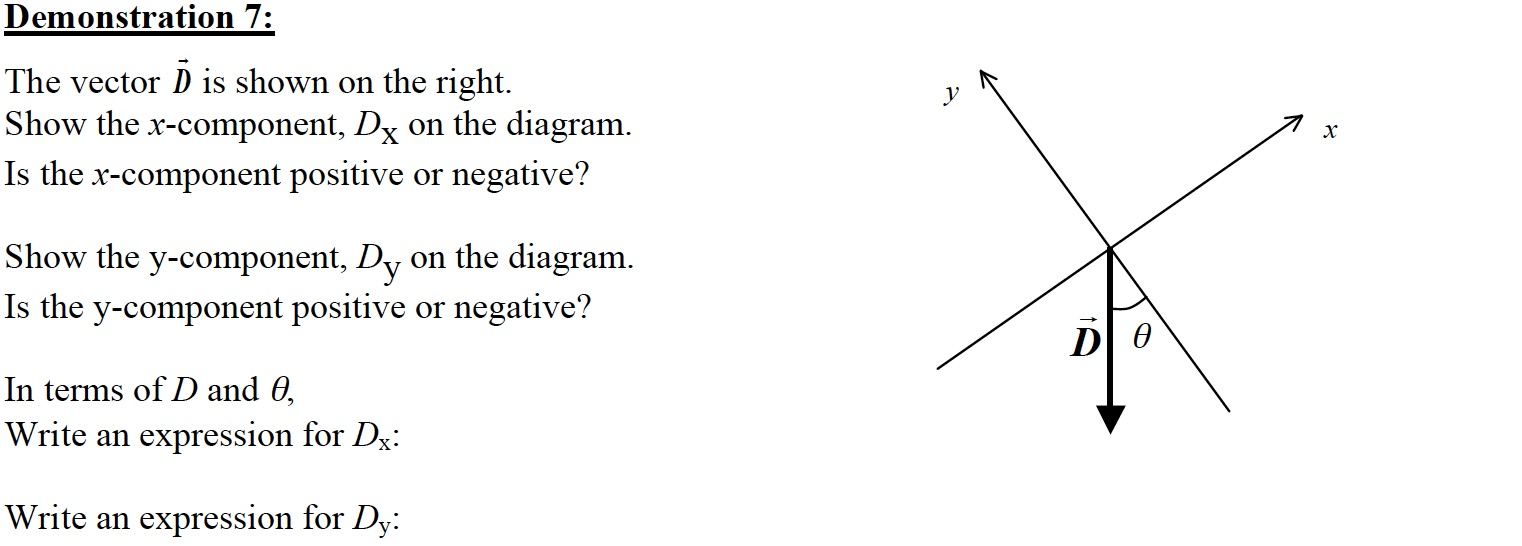 Demonstration 7:
The vector D⃗ is shown on the right.
Show the x-component, Dx on the diagram.
Is the x-component positive or negative?
Show the y-component, Dy on the diagram.
Is the y-component positive or negative?
In terms of D and θ,
Write an expression for Dx:
Write an expression for Dy:
y
x
D⃗ θ